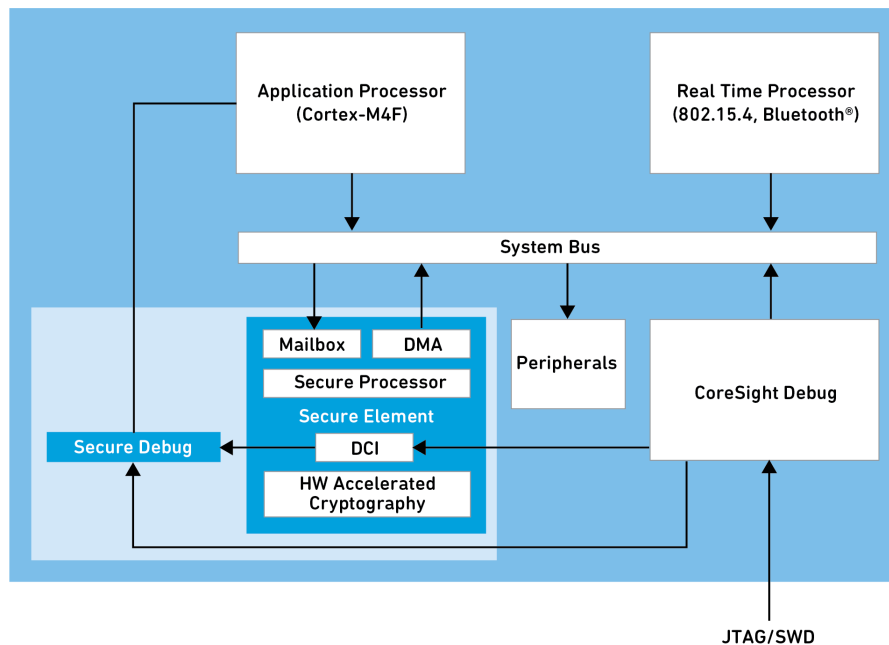 Application Processor
(Cortex-M4F)
Real Time Processor
(802.15.4, Bluetooth®)
System Bus
Mailbox
DMA
Peripherals
Secure Processor
CoreSight Debug
Secure Element
Secure Debug
DCI
HW Accelerated
Cryptography
JTAG/SWD